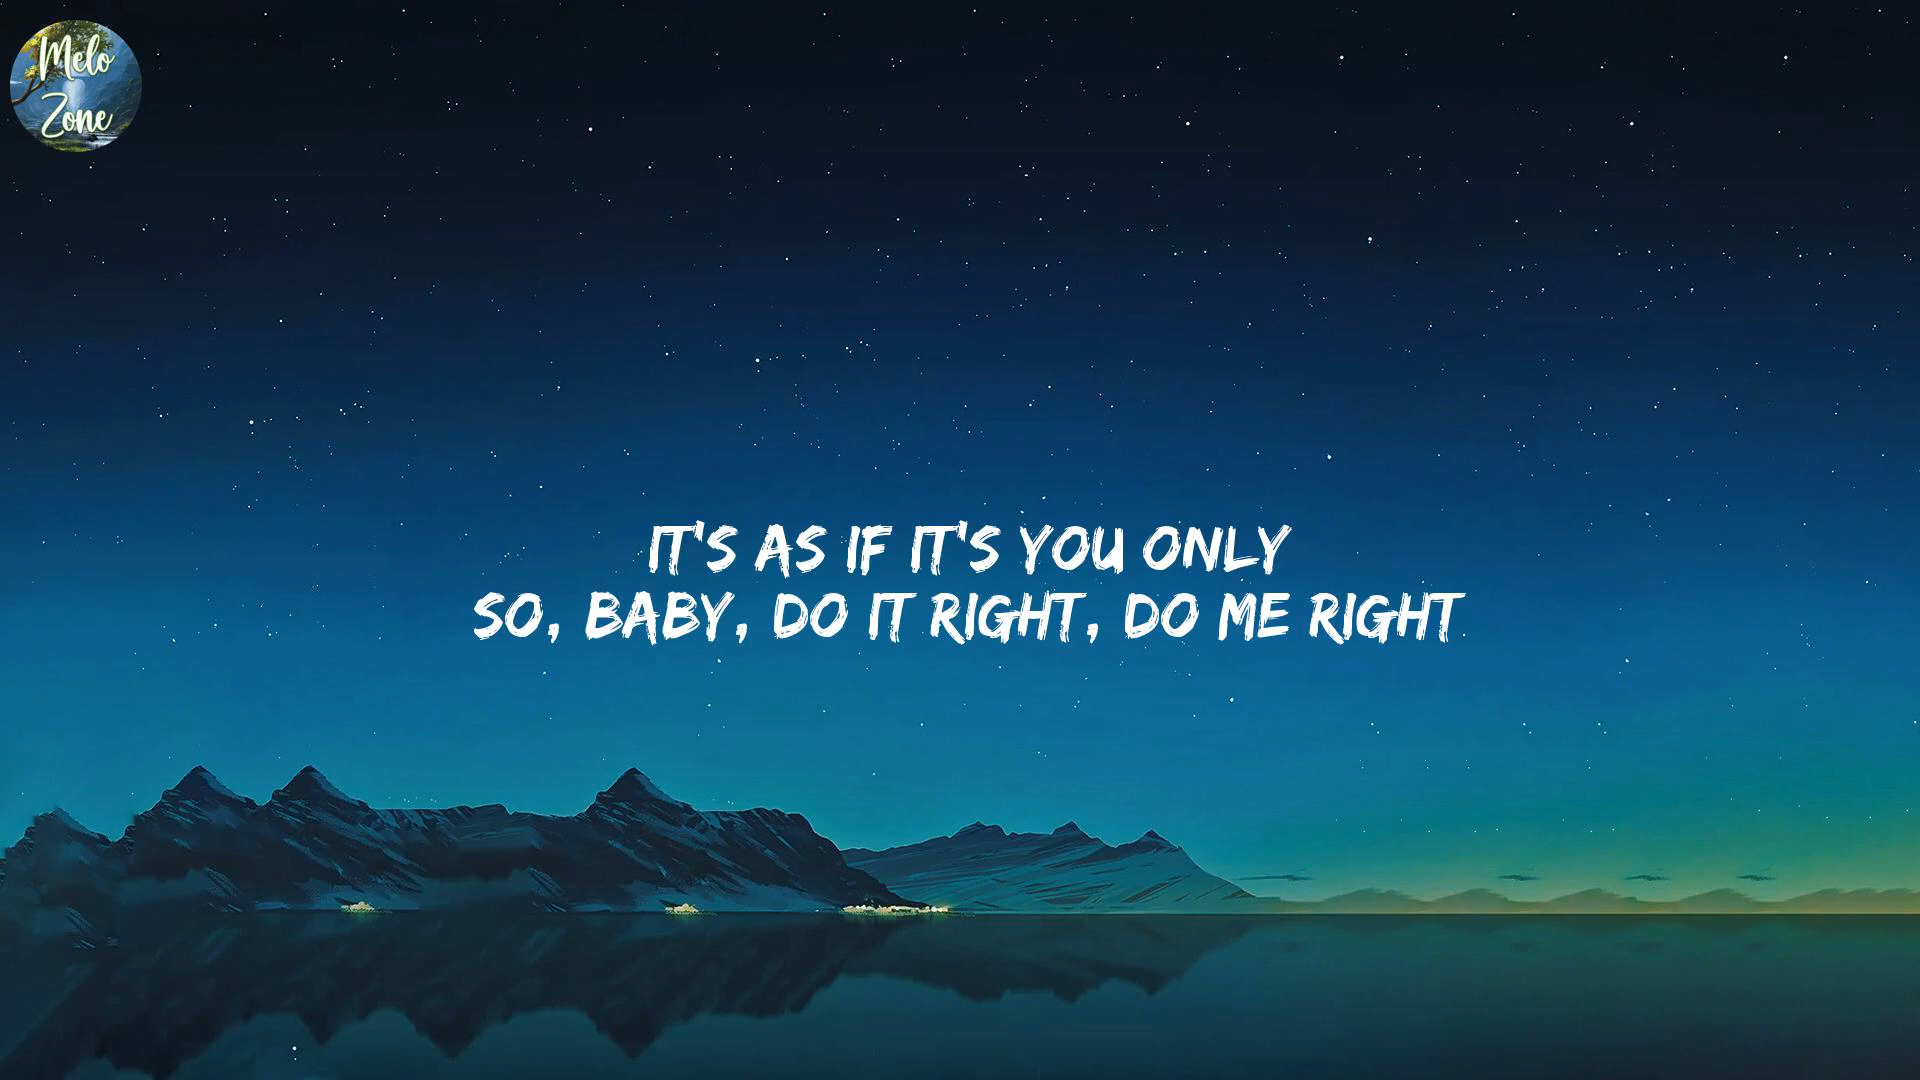 Melo
Zone
IT'S AS IF IT'S YOU ONLY
SO, BABY, DO IT RIGHT, DO ME RIGHT